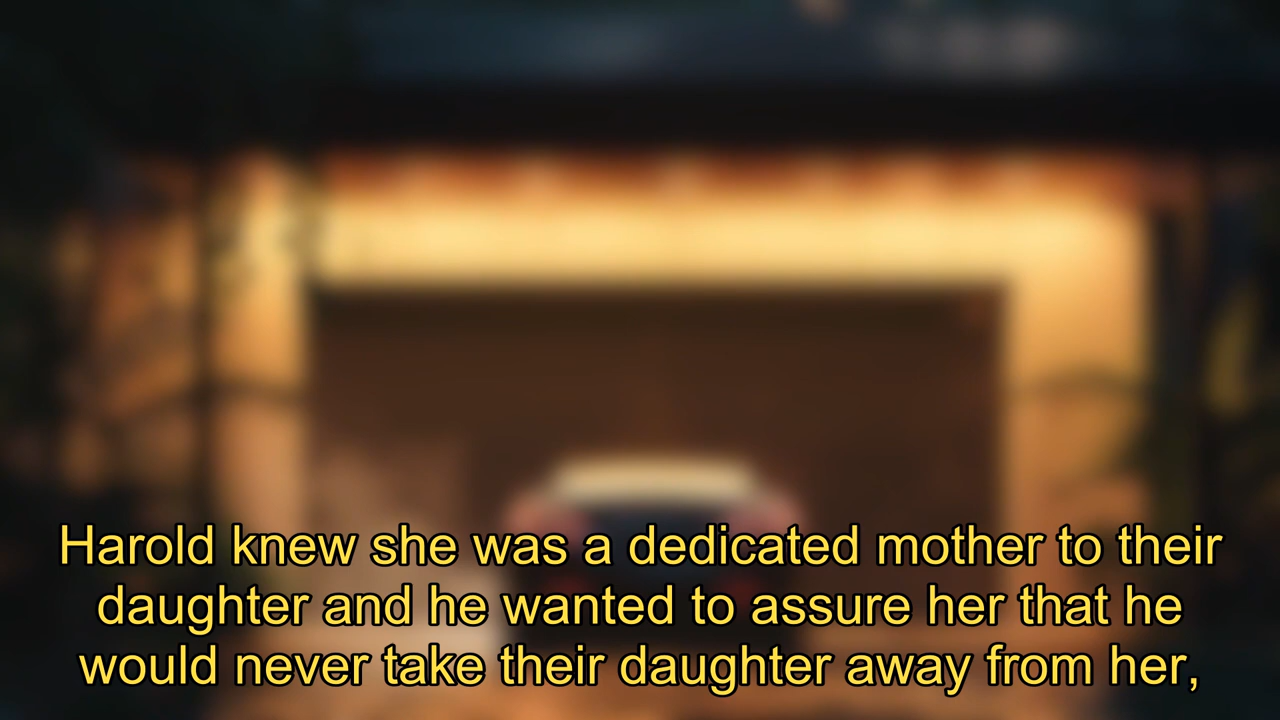 Harold knew she was a dedicated mother to their
daughter and he wanted to assure her that he
would never take their daughter away from her,